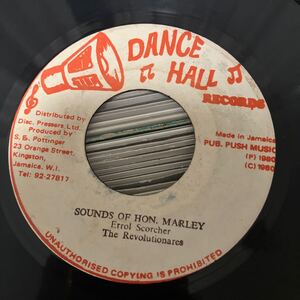 DANCE
HALL
RECORDS
Distributed by
Disc. Pressers Ltd.
Produced by
S. B. Pottinger
23 Orange Street,
Kingston,
Jamaica W.I.
Tel: 92-27817
Made in Jamaica
PUB. PUSH MUSIC
(P) 1980
(C) 1980
SOUNDS OF HON. MARLEY
Errol Scorcher
The Revolutionares
UNAUTHORISED COPYING IS PROHIBITED